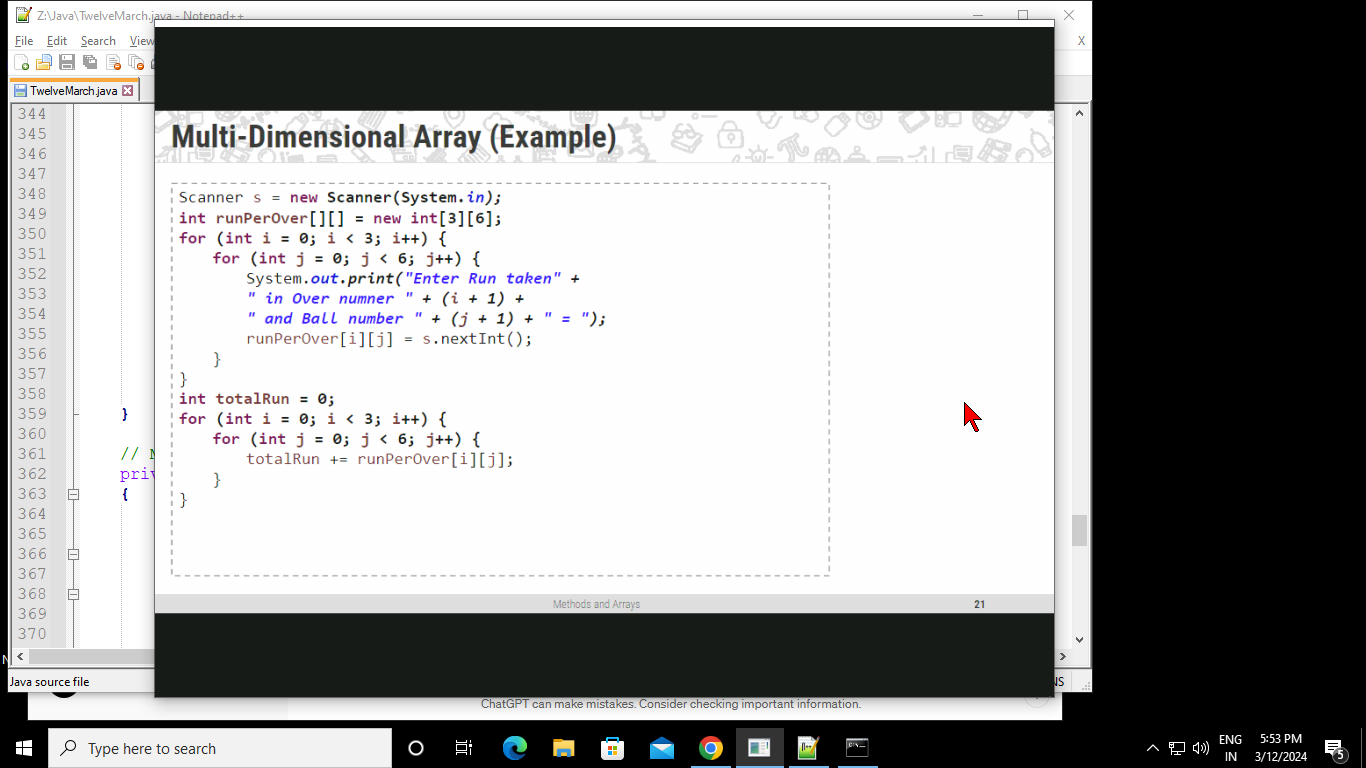 Z:\Java\TwelveMarch.java - Notepad++
File Edit Search View
X
TwelveMarch.java
344
345
346
347
348
349
350
351
352
353
354
355
356
357
358
359 }
360
361 // N
362 priv
363 {
364
365
366
367
368
369
370
Multi-Dimensional Array (Example)
Scanner s = new Scanner(System.in);
int runPerOver[][] = new int[3][6];
for (int i = 0; i < 3; i++) {
for (int j = 0; j < 6; j++) {
System.out.print("Enter Run taken" +
" in Over numner " + (i + 1) +
" and Ball number " + (j + 1) + " = ");
runPerOver[i][j] = s.nextInt();
}
}
int totalRun = 0;
for (int i = 0; i < 3; i++) {
for (int j = 0; j < 6; j++) {
totalRun += runPerOver[i][j];
}
}
Methods and Arrays 21
Java source file
NS
ChatGPT can make mistakes. Consider checking important information.
Type here to search
ENG
IN
5:53 PM
3/12/2024
5